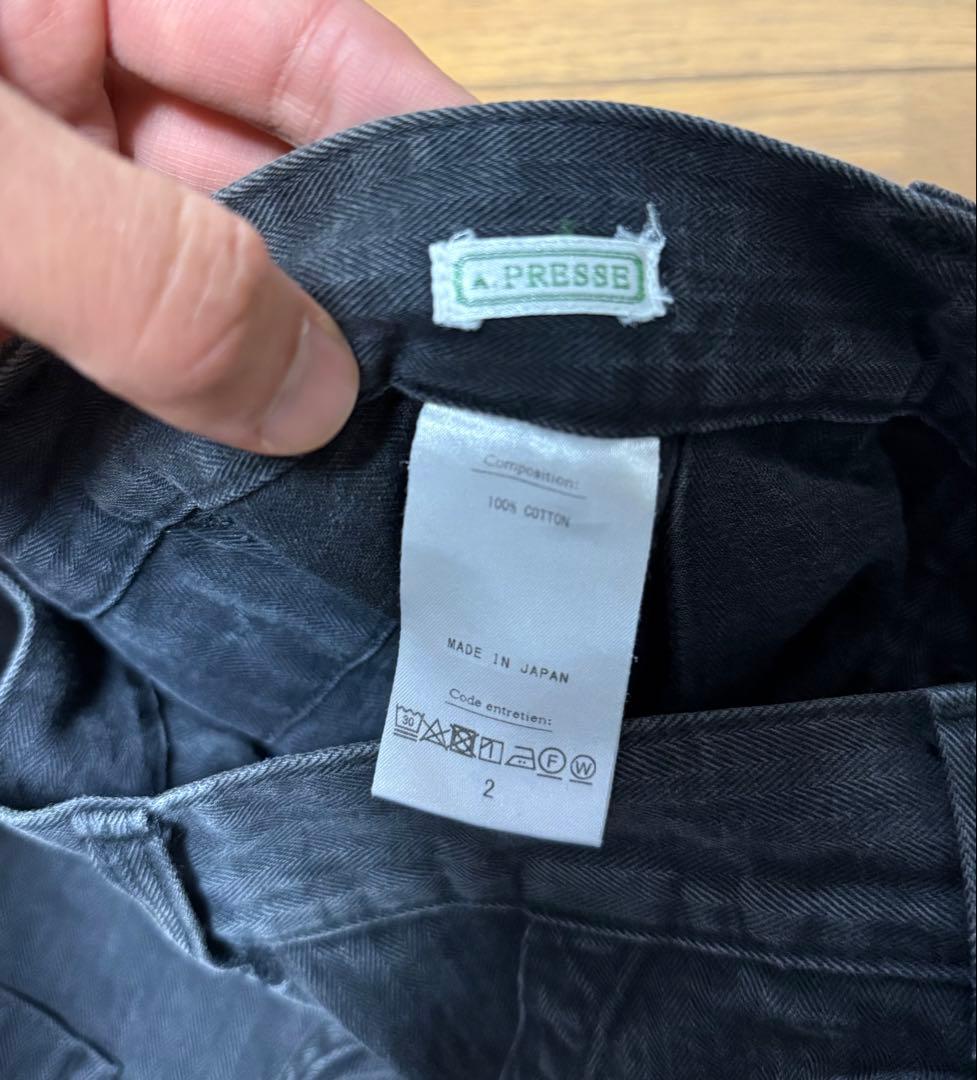 A.PRESSE
Composition:
100% COTTON
MADE IN JAPAN
Code entretien:
30 F W
2